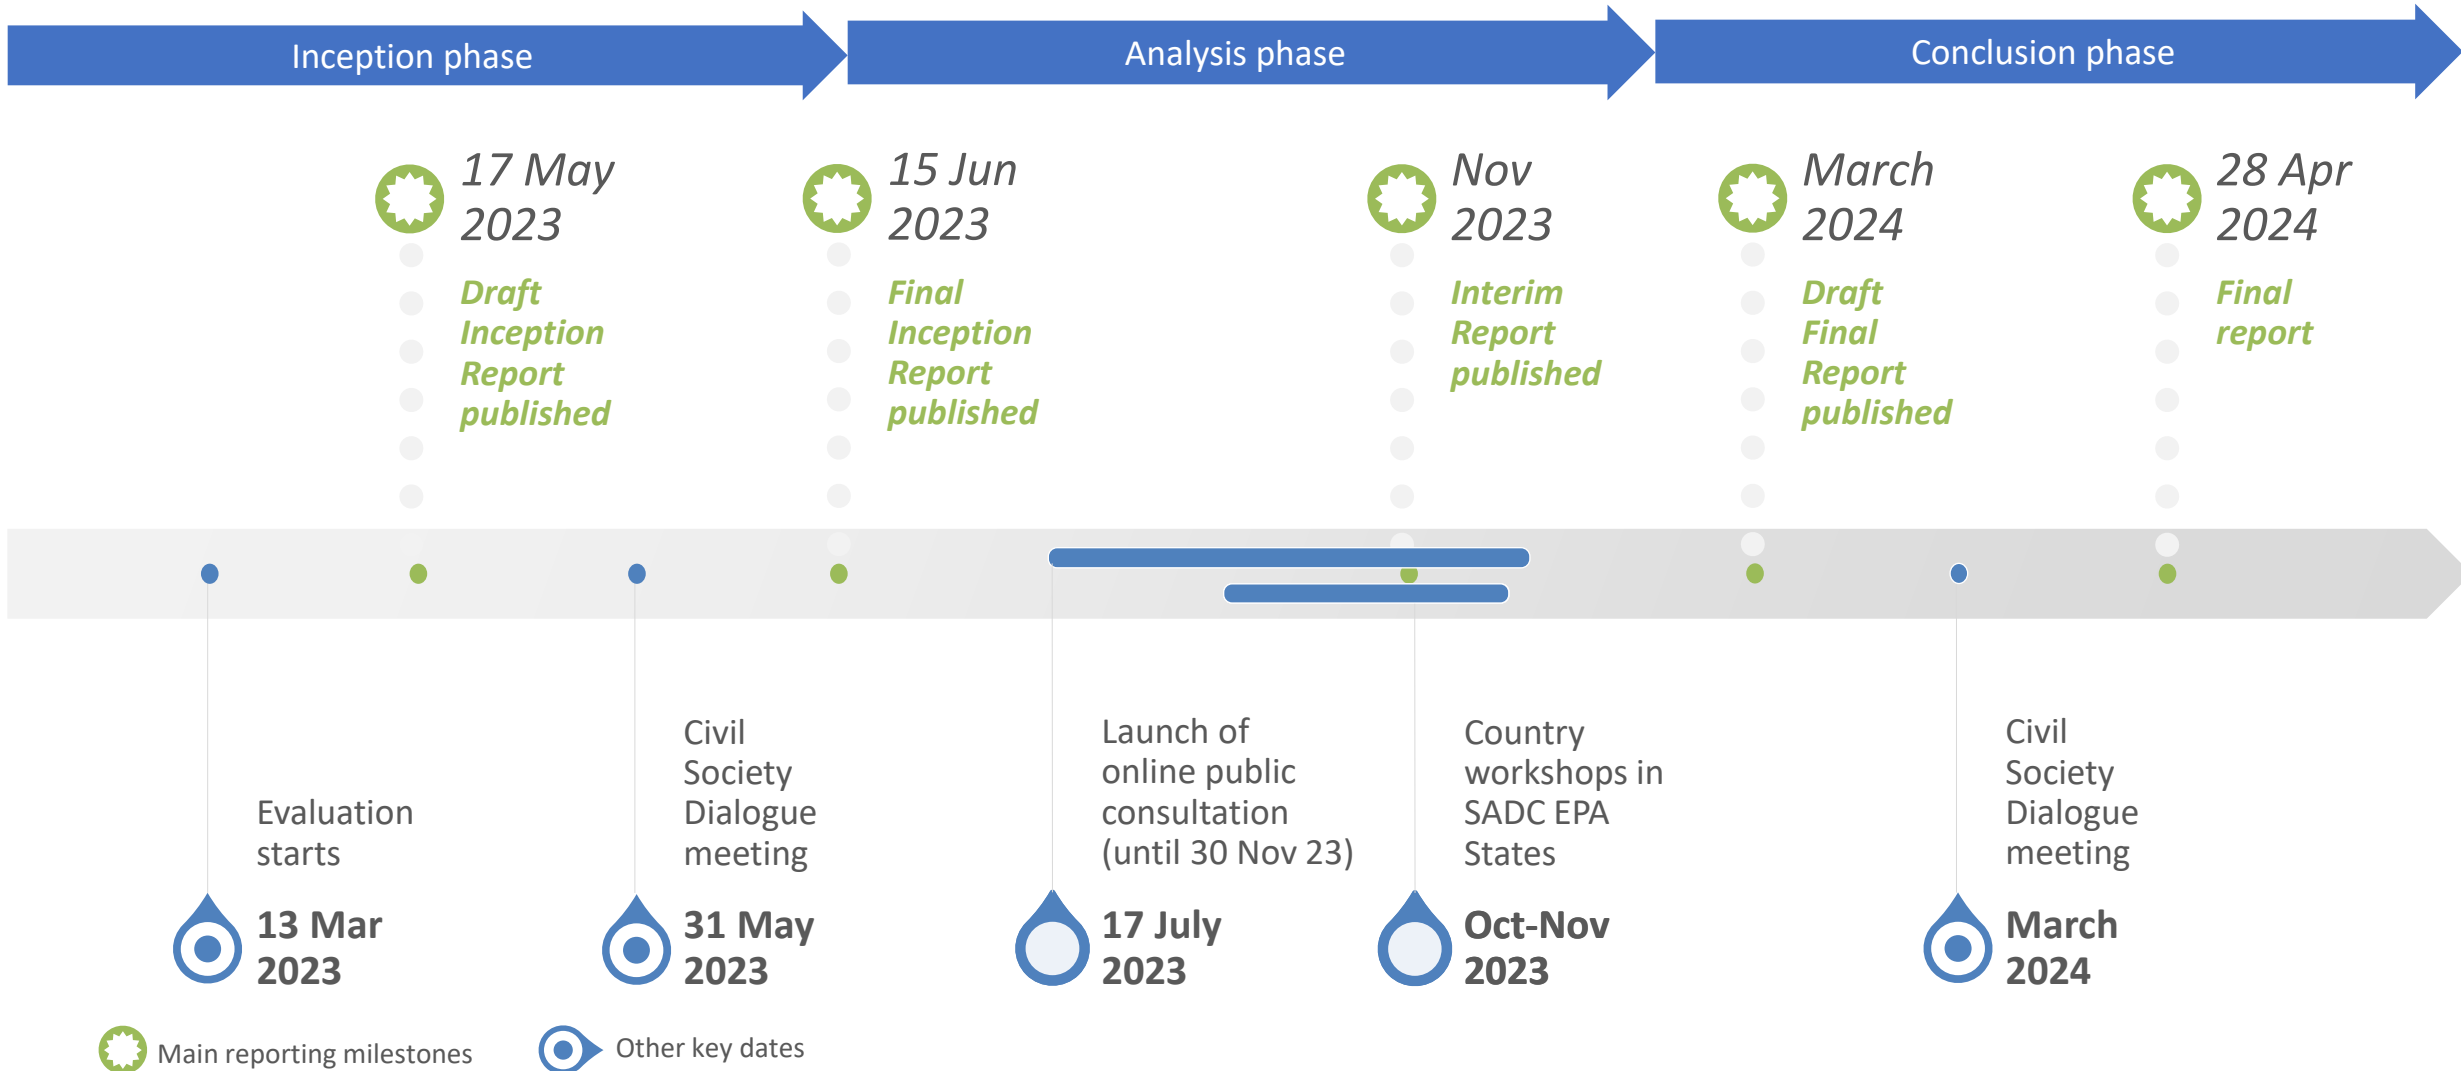 Inception phase
Analysis phase
Conclusion phase
17 May
2023
Draft
Inception
Report
published
15 Jun
2023
Final
Inception
Report
published
Nov
2023
Interim
Report
published
March
2024
Draft
Final
Report
published
28 Apr
2024
Final
report
Evaluation
starts
13 Mar
2023
Civil
Society
Dialogue
meeting
31 May
2023
Launch of
online public
consultation
(until 30 Nov 23)
17 July
2023
Country
workshops in
SADC EPA
States
Oct-Nov
2023
Civil
Society
Dialogue
meeting
March
2024
Main reporting milestones
Other key dates